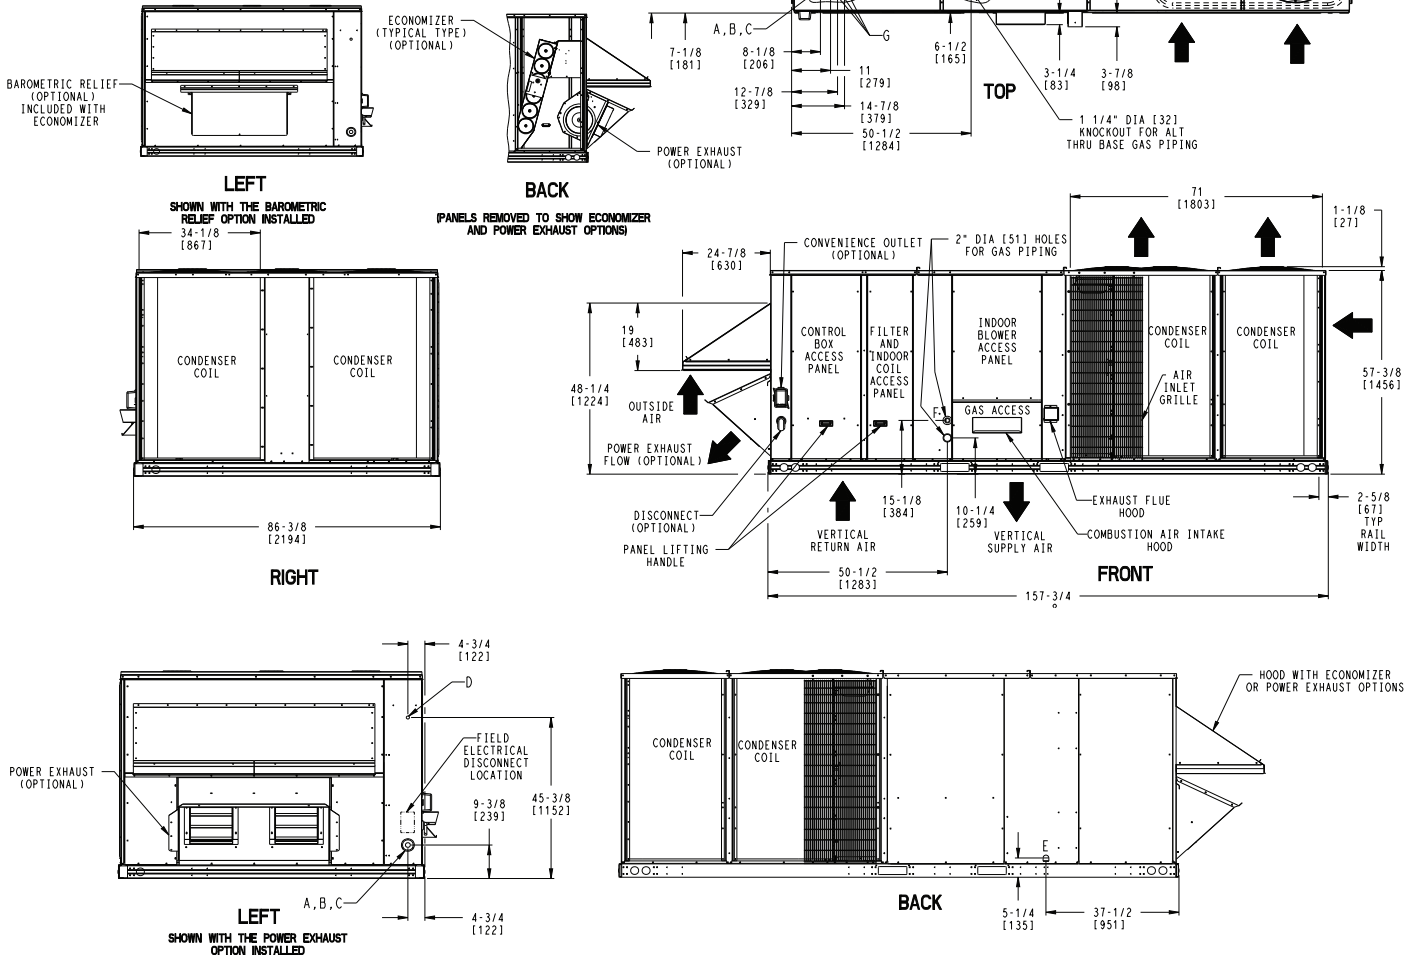 BAROMETRIC RELIEF
(OPTIONAL)
INCLUDED WITH
ECONOMIZER
LEFT
SHOWN WITH THE BAROMETRIC
RELIEF OPTION INSTALLED
ECONOMIZER
(TYPICAL TYPE)
(OPTIONAL)
POWER EXHAUST
(OPTIONAL)
BACK
(PANELS REMOVED TO SHOW ECONOMIZER
AND POWER EXHAUST OPTIONS)
7-1/8
[181]
A,B,C
8-1/8
[206]
G
11
[279]
12-7/8
[329]
14-7/8
[379]
50-1/2
[1284]
6-1/2
[165]
TOP
3-1/4
[83]
3-7/8
[98]
1 1/4" DIA [32]
KNOCKOUT FOR ALT
THRU BASE GAS PIPING
34-1/8
[867]
CONDENSER
COIL
CONDENSER
COIL
86-3/8
[2194]
RIGHT
24-7/8
[630]
CONVENIENCE OUTLET
(OPTIONAL)
2" DIA [51] HOLES
FOR GAS PIPING
71
[1803]
1-1/8
[27]
19
[483]
48-1/4
[1224]
OUTSIDE
AIR
POWER EXHAUST
FLOW (OPTIONAL)
CONTROL
BOX
ACCESS
PANEL
FILTER
AND
INDOOR
COIL
ACCESS
PANEL
INDOOR
BLOWER
ACCESS
PANEL
F
GAS ACCESS
CONDENSER
COIL
CONDENSER
COIL
AIR
INLET
GRILLE
57-3/8
[1456]
DISCONNECT
(OPTIONAL)
PANEL LIFTING
HANDLE
VERTICAL
RETURN AIR
15-1/8
[384]
10-1/4
[259]
VERTICAL
SUPPLY AIR
EXHAUST FLUE
HOOD
COMBUSTION AIR INTAKE
HOOD
2-5/8
[67]
TYP
RAIL
WIDTH
50-1/2
[1283]
FRONT
157-3/4
4-3/4
[122]
D
FIELD
ELECTRICAL
DISCONNECT
LOCATION
POWER EXHAUST
(OPTIONAL)
9-3/8
[239]
45-3/8
[1152]
A,B,C
4-3/4
[122]
LEFT
SHOWN WITH THE POWER EXHAUST
OPTION INSTALLED
CONDENSER
COIL
CONDENSER
COIL
HOOD WITH ECONOMIZER
OR POWER EXHAUST OPTIONS
E
BACK
5-1/4
[135]
37-1/2
[951]